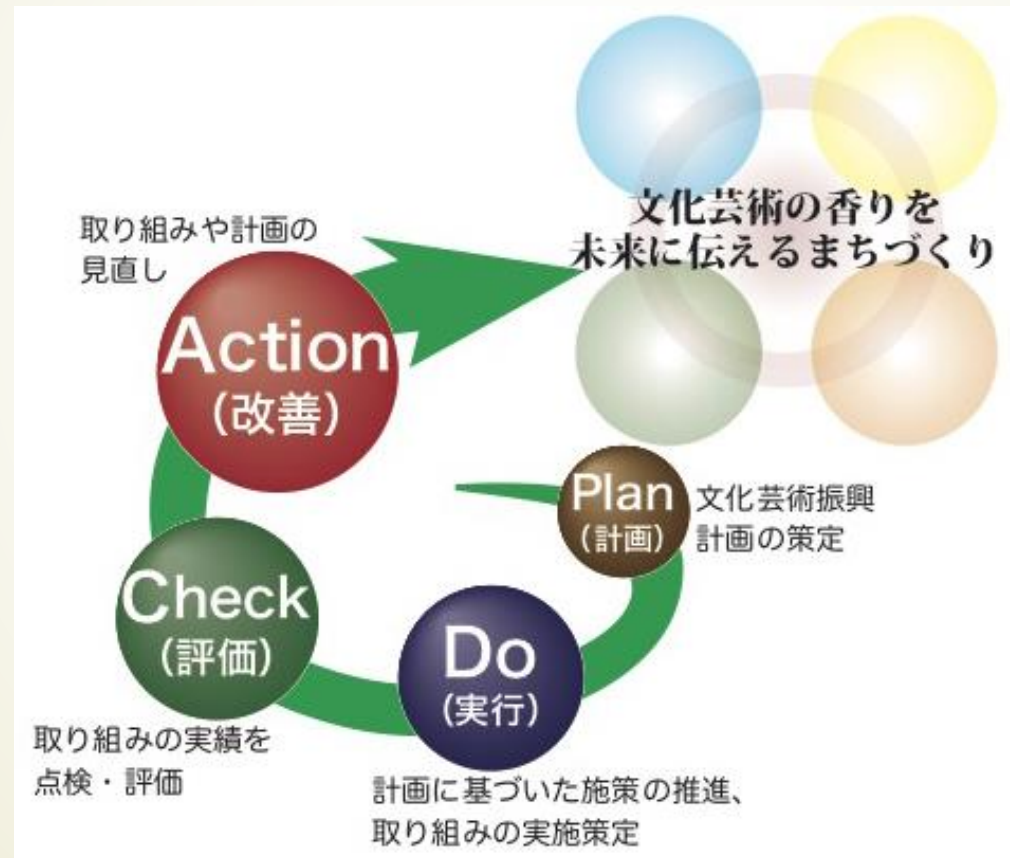 文化芸術の香りを
未来に伝えるまちづくり
取り組みや計画の
見直し
Action
（改善）
Plan
（計画）
文化芸術振興
計画の策定
Check
（評価）
Do
（実行）
取り組みの実績を
点検・評価
計画に基づいた施策の推進、
取り組みの実施策定